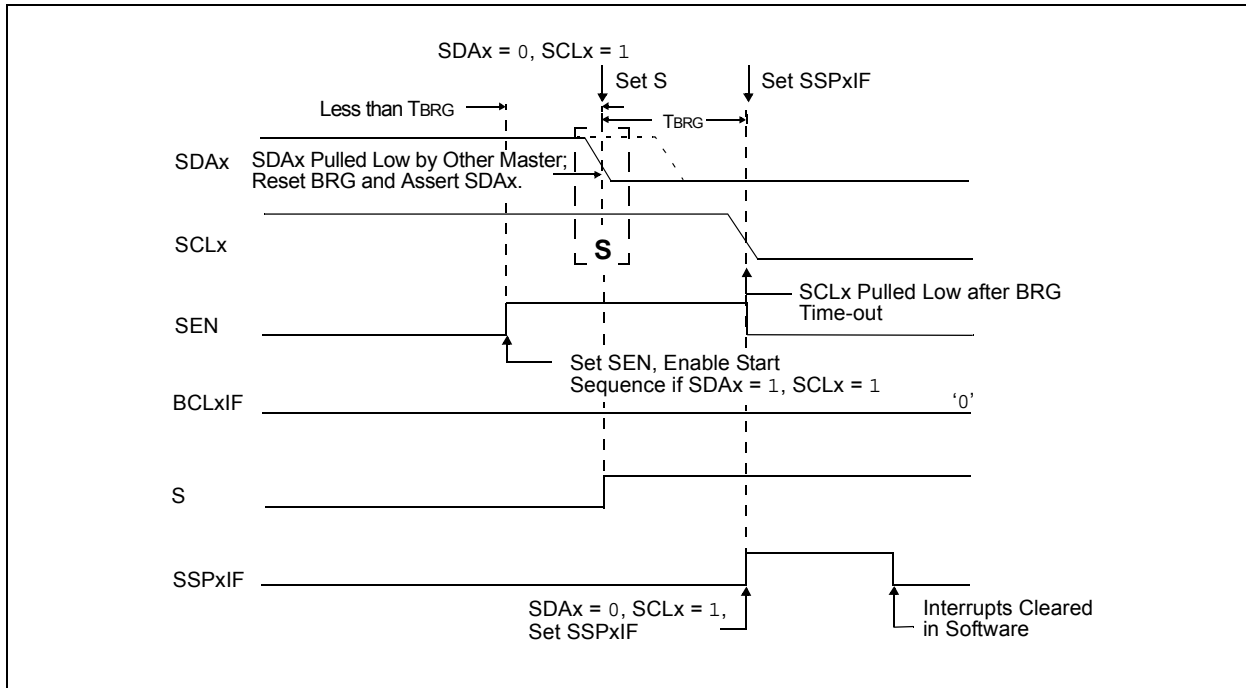 SDAx = 0, SCLx = 1
Set S
Set SSPxIF
Less than TBRG
TBRG
SDAx
SDAx Pulled Low by Other Master;
Reset BRG and Assert SDAx.
SCLx
S
SCLx Pulled Low after BRG
Time-out
SEN
Set SEN, Enable Start
Sequence if SDAx = 1, SCLx = 1
BCLxIF
‘0’
S
SSPxIF
SDAx = 0, SCLx = 1,
Set SSPxIF
Interrupts Cleared
in Software